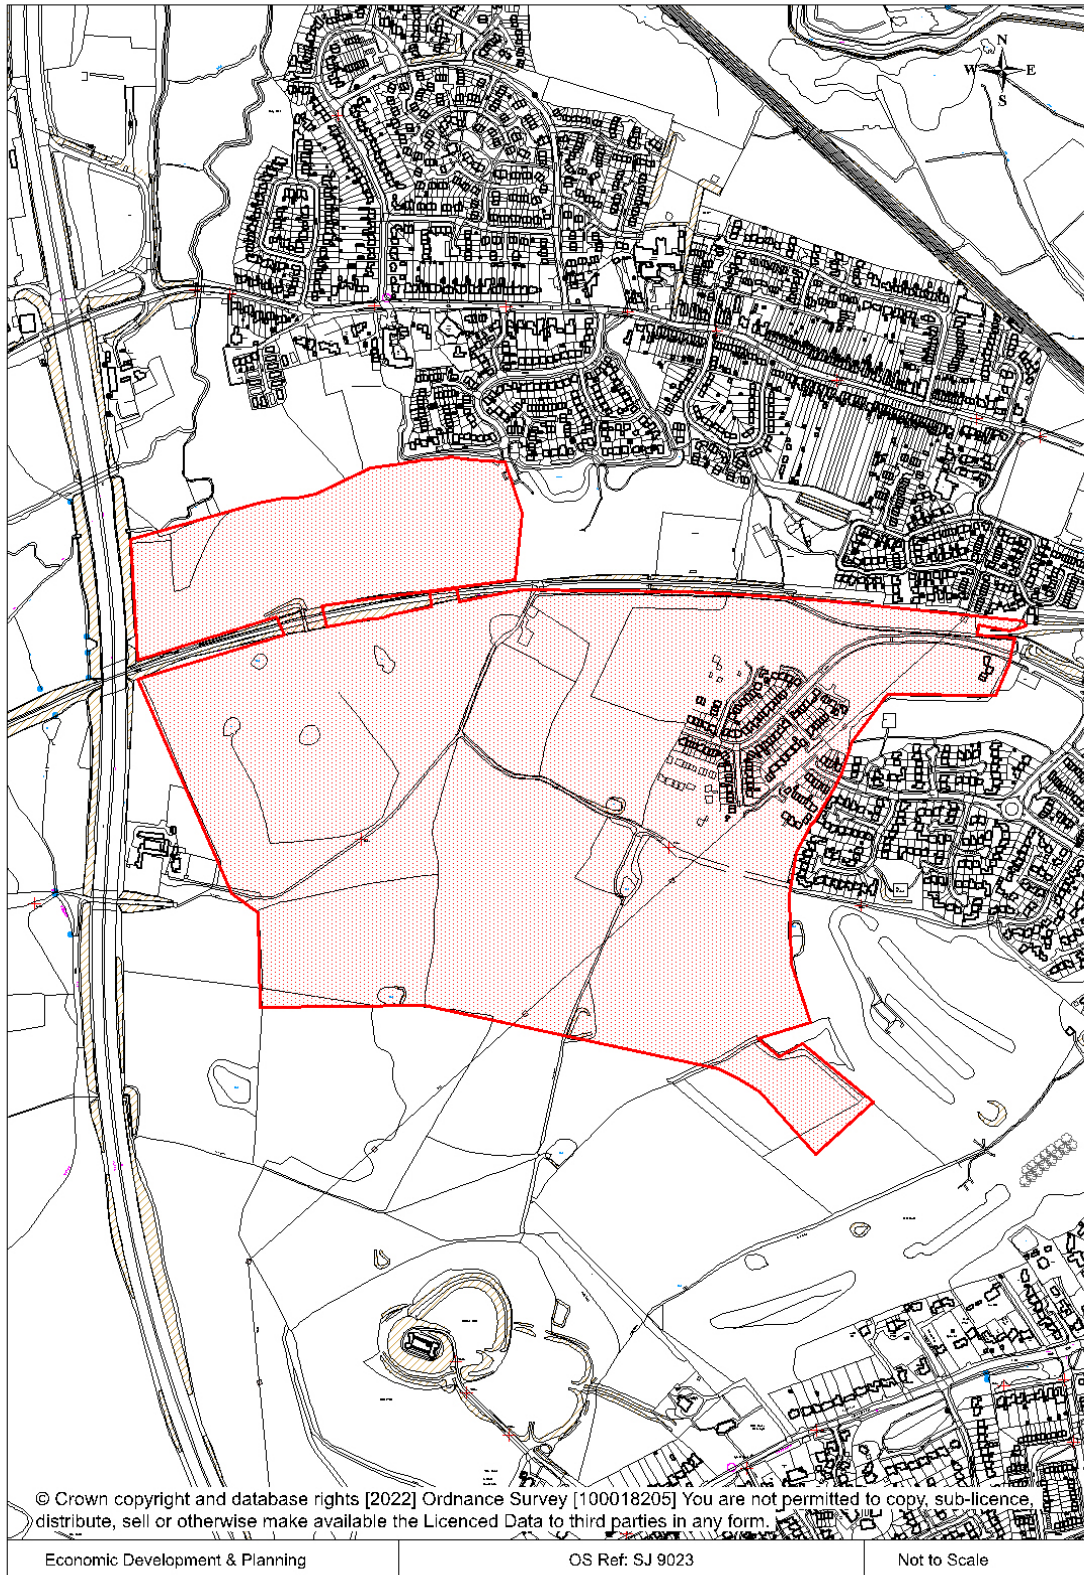 N
W E
S
© Crown copyright and database rights [2022] Ordnance Survey [100018205] You are not permitted to copy, sub-licence,
distribute, sell or otherwise make available the Licenced Data to third parties in any form.
Economic Development & Planning
OS Ref: SJ 9023
Not to Scale